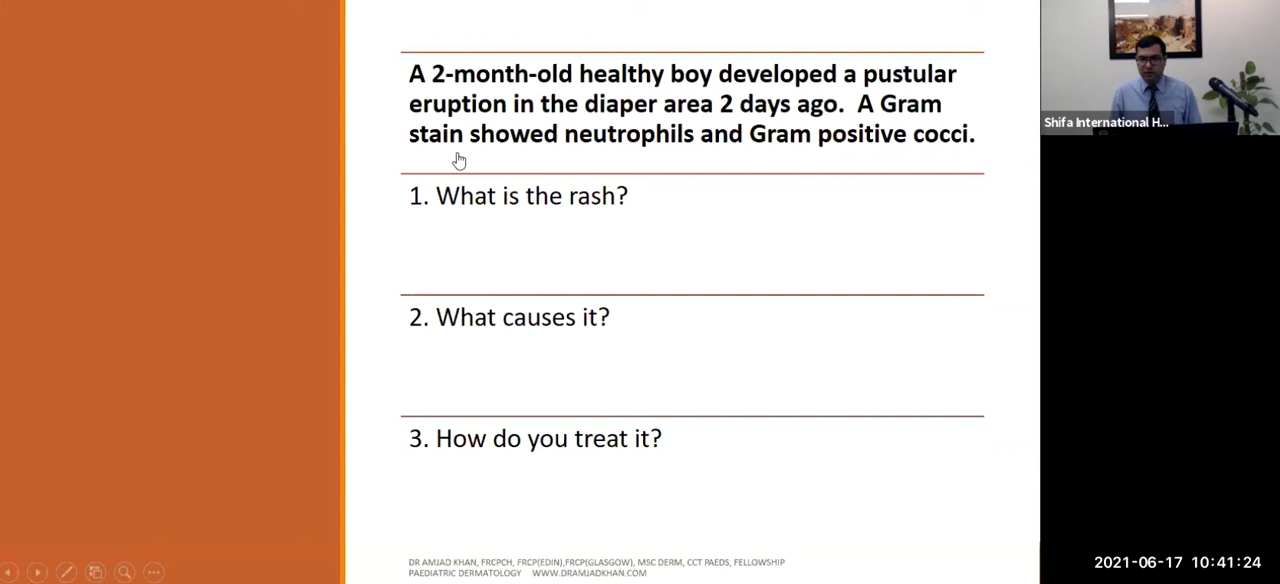 A 2-month-old healthy boy developed a pustular
eruption in the diaper area 2 days ago.  A Gram
stain showed neutrophils and Gram positive cocci.
1. What is the rash?
2. What causes it?
3. How do you treat it?
DR AMJAD KHAN, FRCPCH, FRCP(EDIN),FRCP(GLASGOW), MSC DERM, CCT PAEDS, FELLOWSHIP
PAEDIATRIC DERMATOLOGY    WWW.DRAMJADKHAN.COM
Shifa International H...
2021-06-17 10:41:24